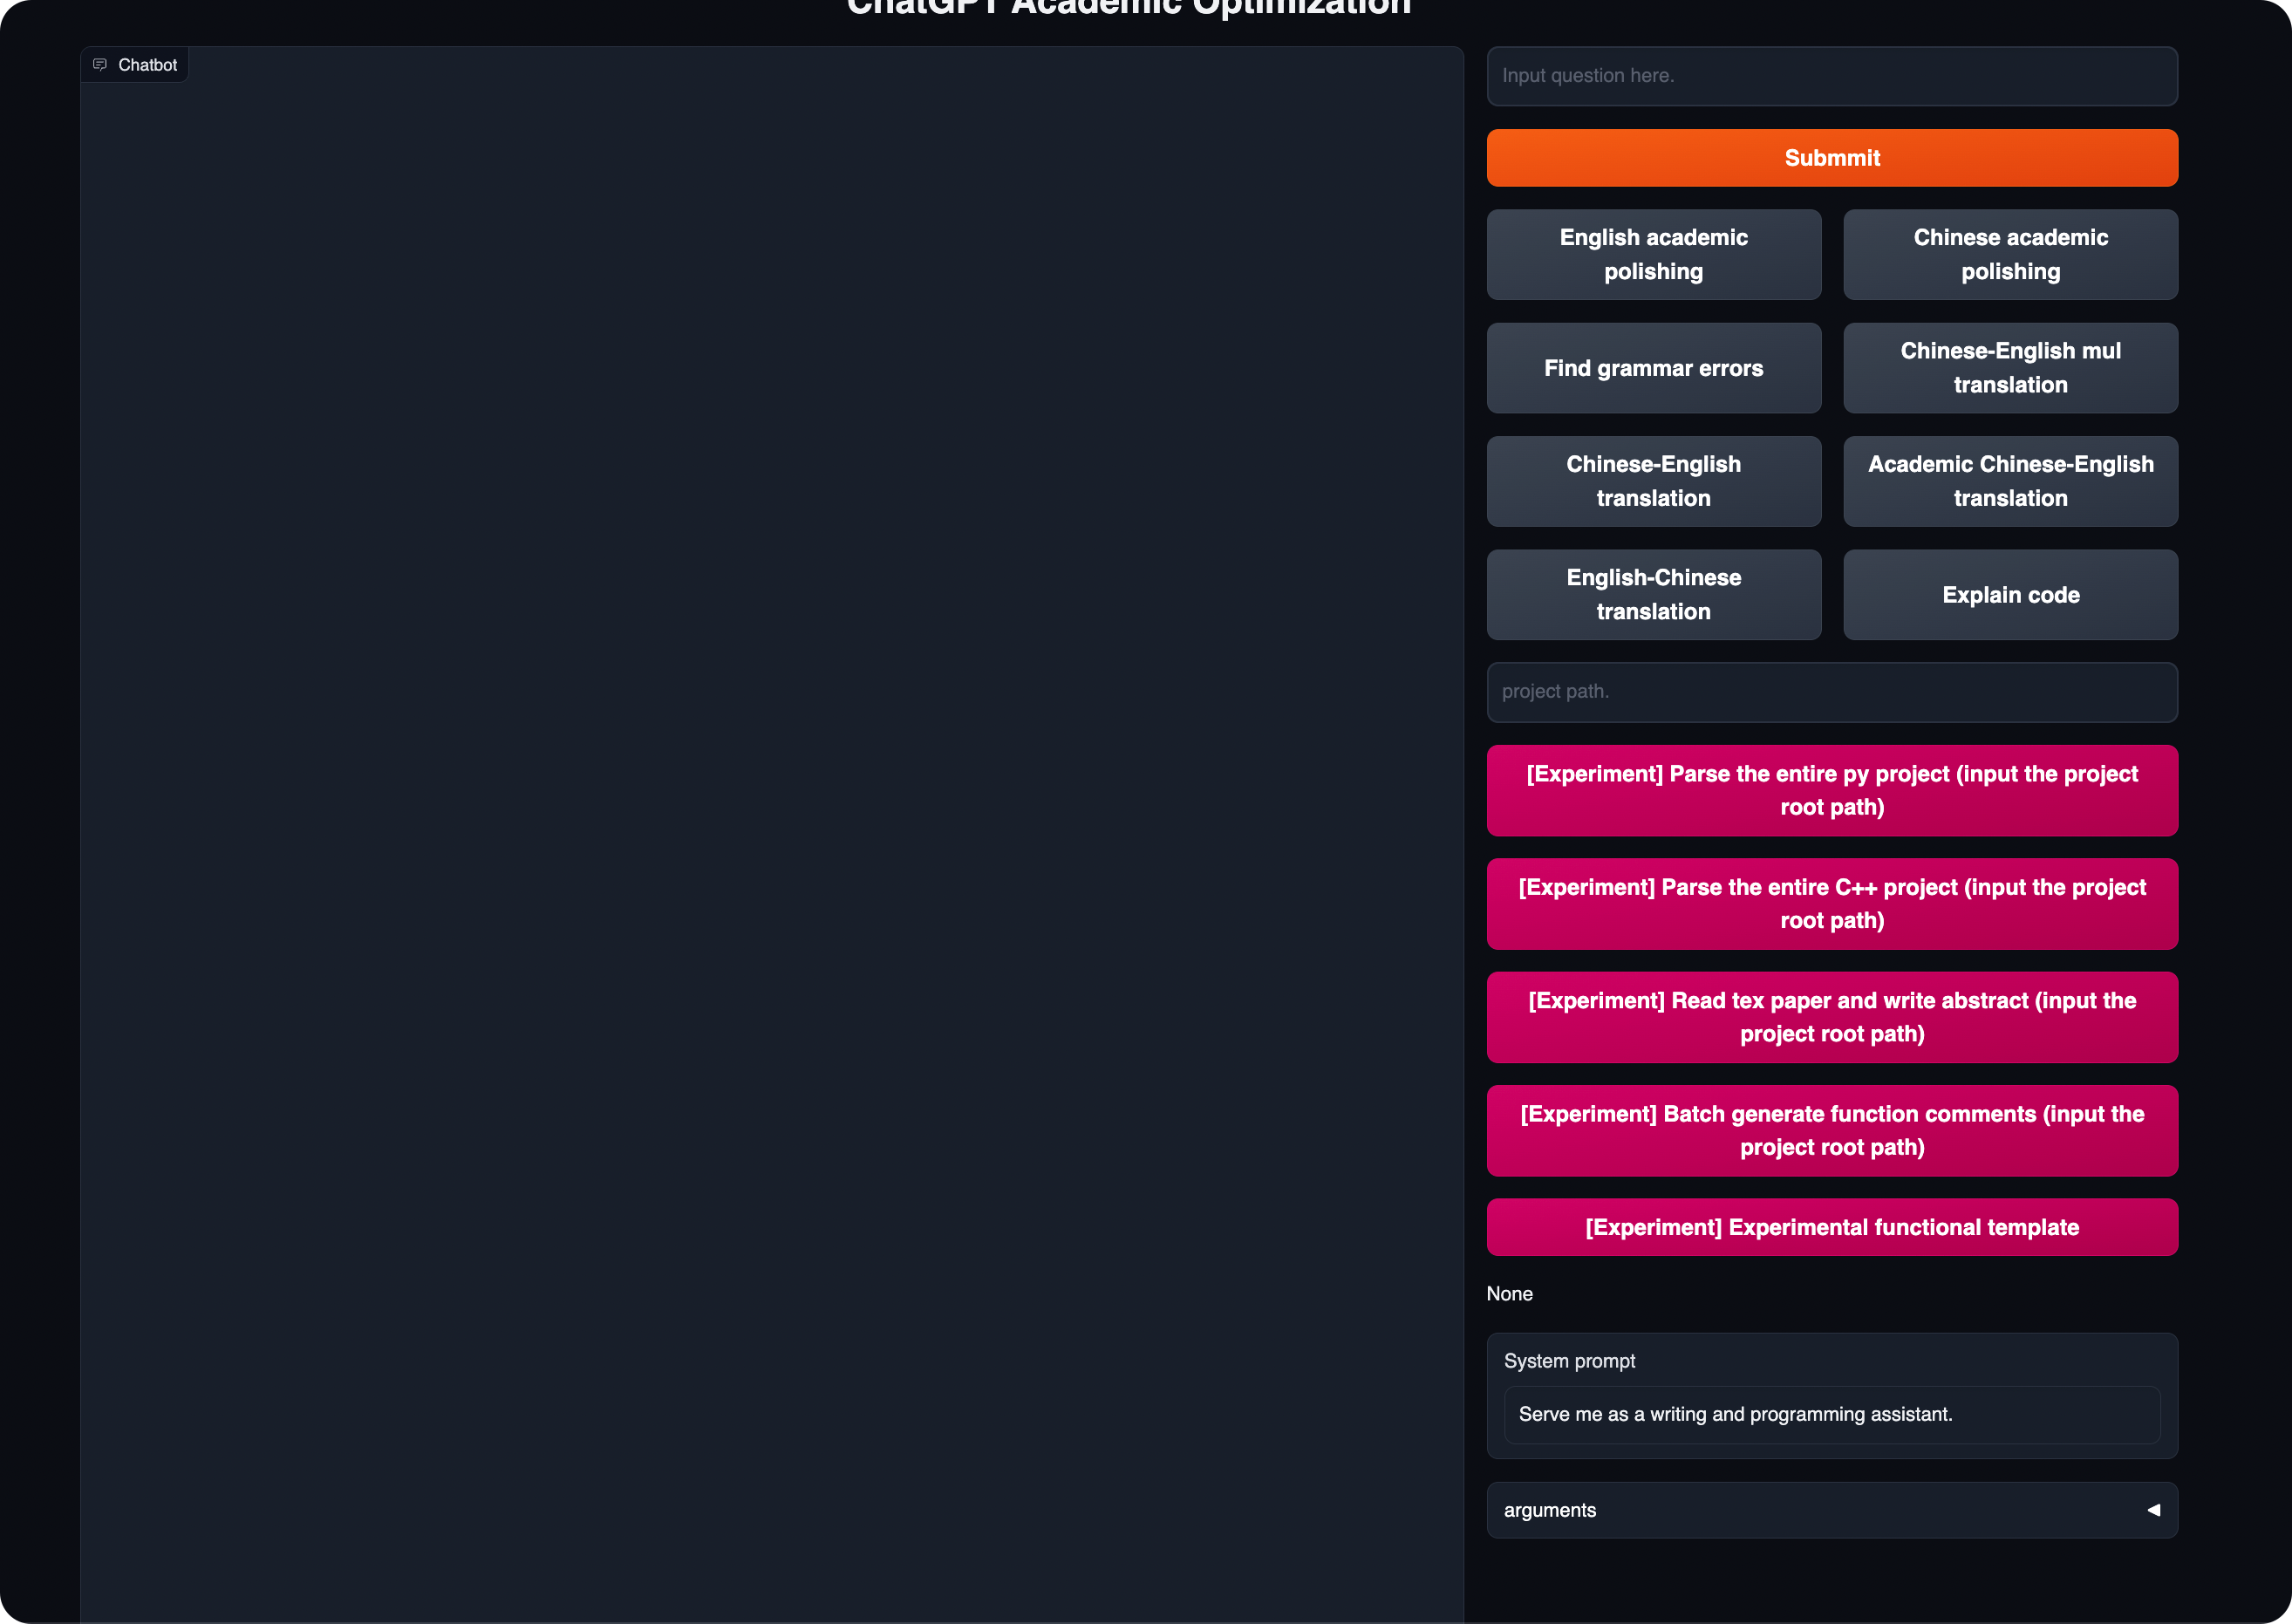 ChatGPT Academic Optimization
Chatbot
Input question here.
Submmit
English academic
polishing
Chinese academic
polishing
Find grammar errors
Chinese-English mul
translation
Chinese-English
translation
Academic Chinese-English
translation
English-Chinese
translation
Explain code
project path.
[Experiment] Parse the entire py project (input the project
root path)
[Experiment] Parse the entire C++ project (input the project
root path)
[Experiment] Read tex paper and write abstract (input the
project root path)
[Experiment] Batch generate function comments (input the
project root path)
[Experiment] Experimental functional template
None
System prompt
Serve me as a writing and programming assistant.
arguments